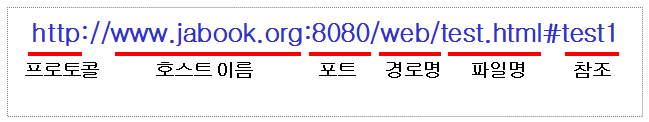 http://www.jabook.org:8080/web/test.html#test1
프로토콜 호스트 이름 포트 경로명 파일명 참조